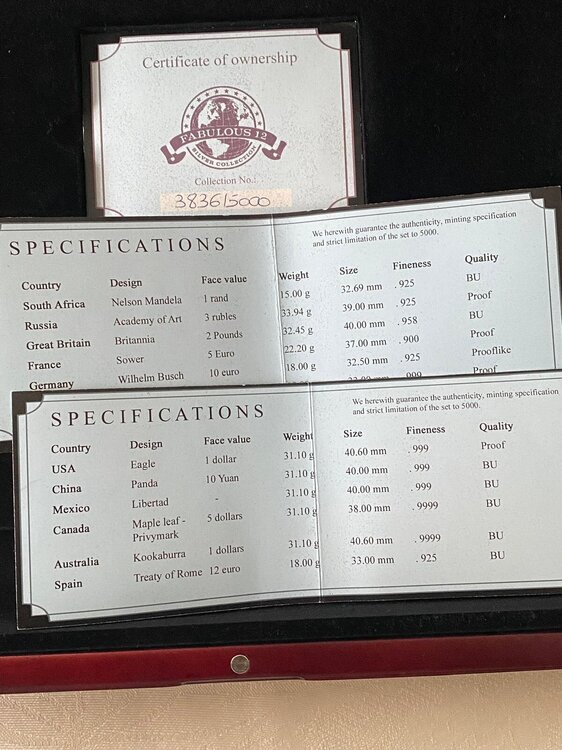 Certificate of ownership
FABULOUS 12
SILVER COLLECTION
Collection No.:
3836/5000
SPECIFICATIONS
We herewith guarantee the authenticity, minting specification
and strict limitation of the set to 5000.
Country Design Face value Weight Size Fineness Quality
South Africa Nelson Mandela 1 rand 15.00 g 32.69 mm .925 BU
Russia Academy of Art 3 rubles 33.94 g 39.00 mm .925 Proof
Great Britain Britannia 2 Pounds 32.45 g 40.00 mm .958 BU
France Sower 5 Euro 22.20 g 37.00 mm .900 Proof
Germany Wilhelm Busch 10 euro 18.00 g 32.50 mm .925 Prooflike
Proof
SPECIFICATIONS
We herewith guarantee the authenticity, minting specification
and strict limitation of the set to 5000.
Country Design Face value Weight Size Fineness Quality
USA Eagle 1 dollar 31.10 g 40.60 mm .999 Proof
China Panda 10 Yuan 31.10 g 40.00 mm .999 BU
Mexico Libertad - 31.10 g 40.00 mm .999 BU
Canada Maple leaf - 5 dollars 31.10 g 38.00 mm .9999 BU
Privymark
Australia Kookaburra 1 dollars 31.10 g 40.60 mm .9999 BU
Spain Treaty of Rome 12 euro 18.00 g 33.00 mm .925 BU